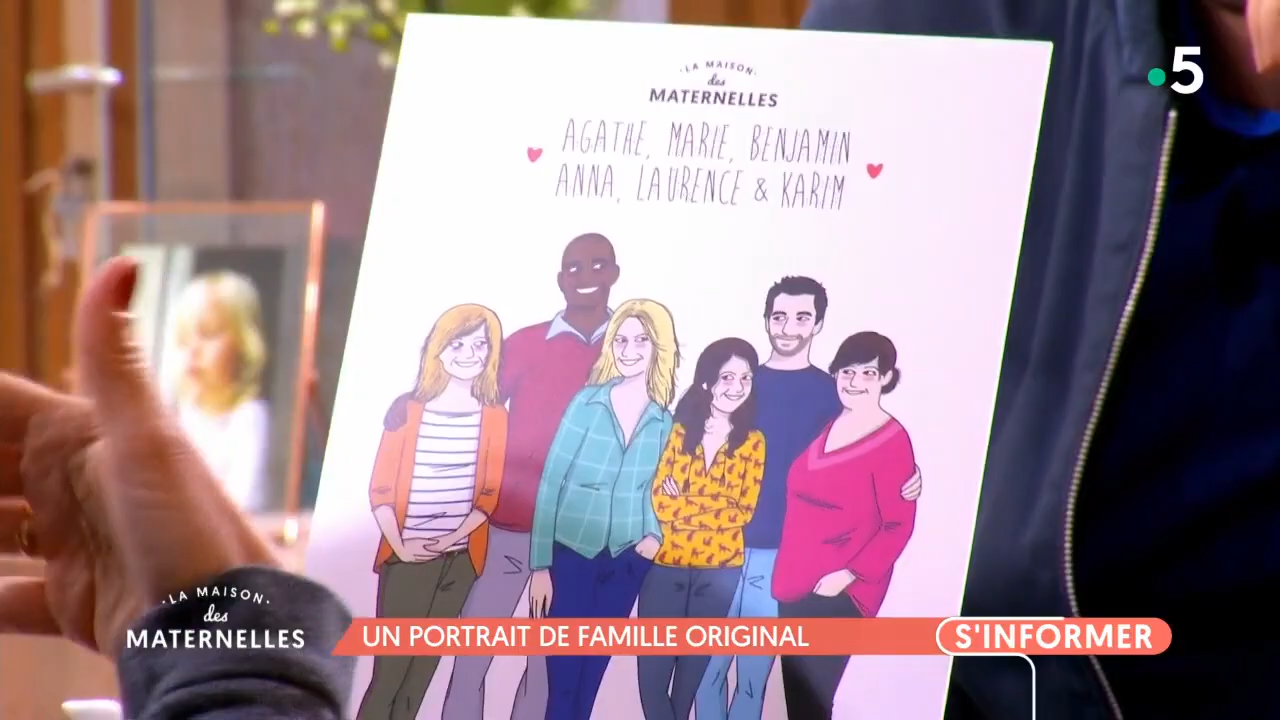 ·LA MAISON·
des
MATERNELLES
AGATHE, MARIE, BENJAMIN
ANNA, LAURENCE & KARIM
5
·LA MAISON·
des
MATERNELLES
UN PORTRAIT DE FAMILLE ORIGINAL
S'INFORMER